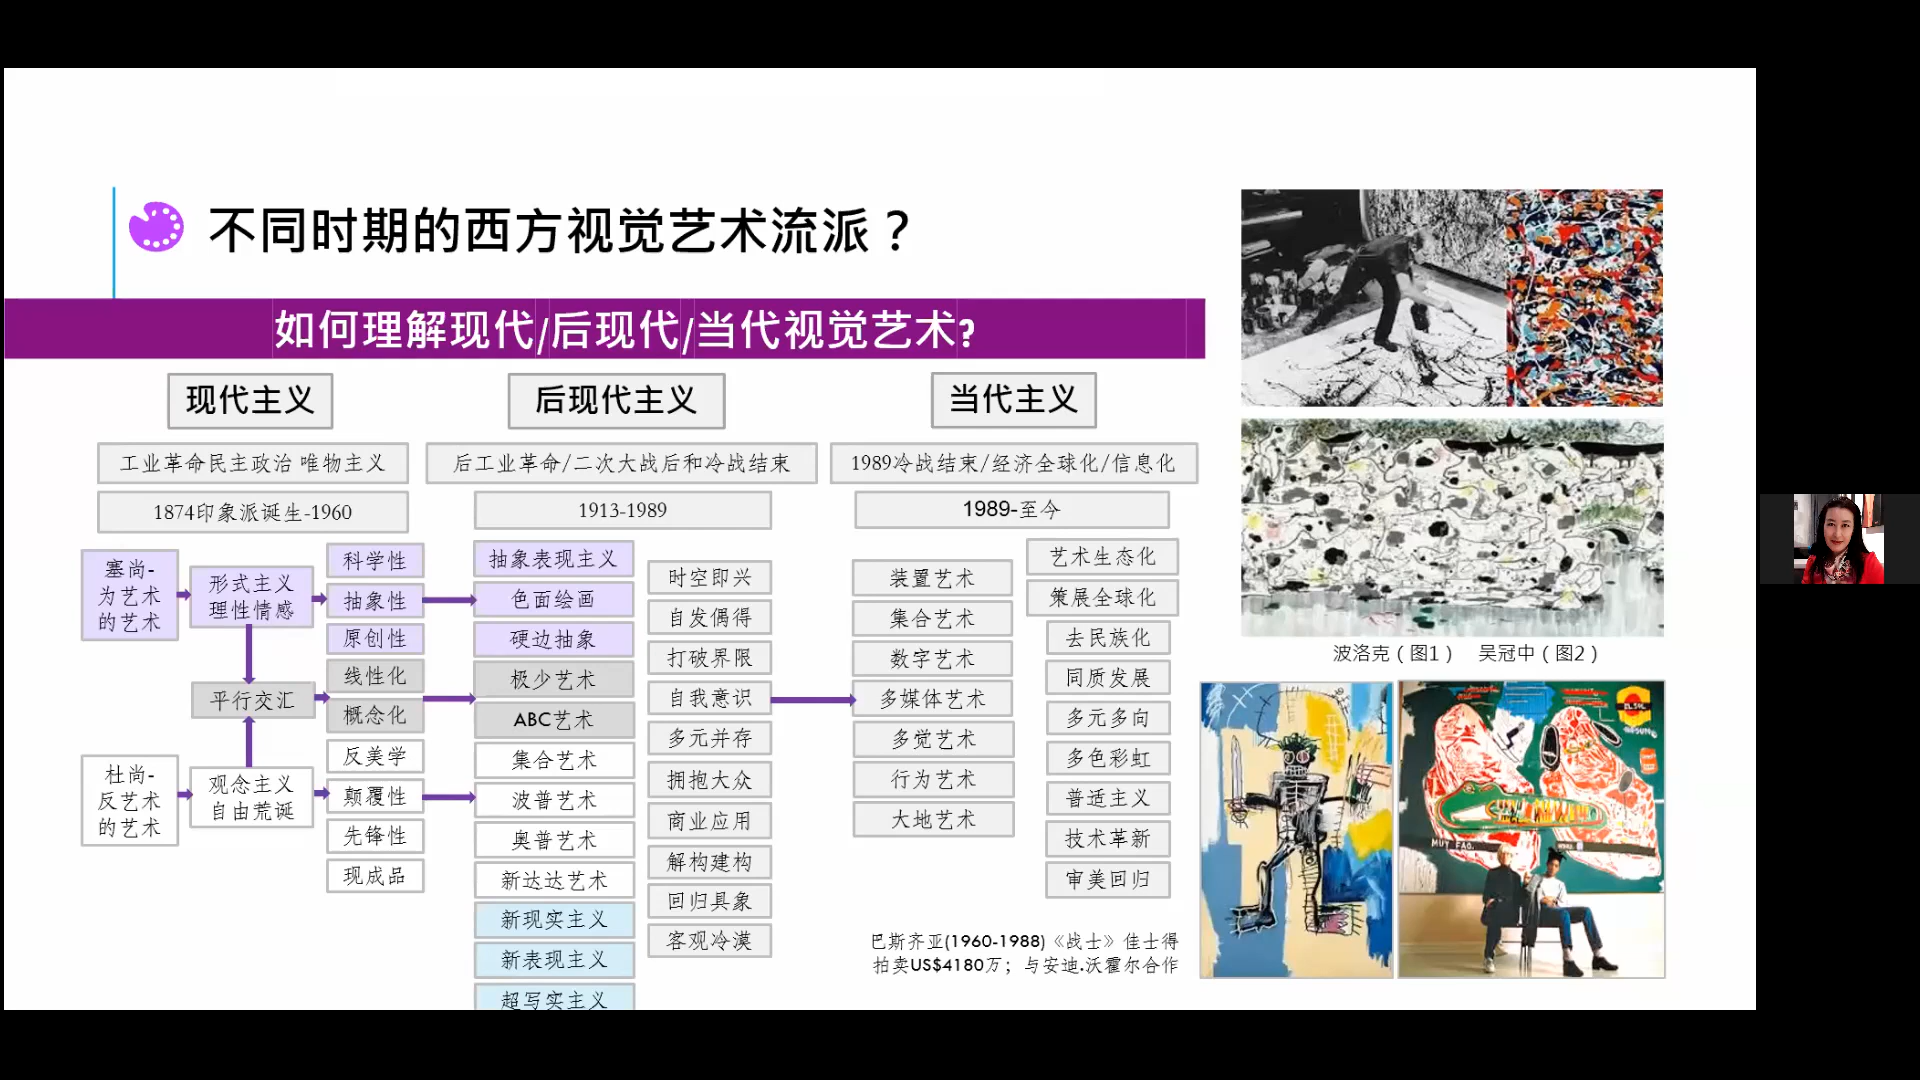 不同时期的西方视觉艺术流派？
如何理解现代/后现代/当代视觉艺术?
现代主义
工业革命民主政治 唯物主义
1874印象派诞生-1960
塞尚-
为艺术
的艺术
形式主义
理性情感
平行交汇
杜尚-
反艺术
的艺术
观念主义
自由荒诞
科学性
抽象性
原创性
线性化
概念化
反美学
颠覆性
先锋性
现成品
后现代主义
后工业革命/二次大战后和冷战结束
1913-1989
抽象表现主义
色面绘画
硬边抽象
极少艺术
ABC艺术
集合艺术
波普艺术
奥普艺术
新达达艺术
新现实主义
新表现主义
超写实主义
时空即兴
自发偶得
打破界限
自我意识
多元并存
拥抱大众
商业应用
解构建构
回归具象
客观冷漠
当代主义
1989冷战结束/经济全球化/信息化
1989-至今
装置艺术
集合艺术
数字艺术
多媒体艺术
多觉艺术
行为艺术
大地艺术
艺术生态化
策展全球化
去民族化
同质发展
多元多向
多色彩虹
普适主义
技术革新
审美回归
波洛克（图1） 吴冠中（图2）
巴斯齐亚(1960-1988)《战士》佳士得
拍卖US$4180万；与安迪.沃霍尔合作
MUY FAG.